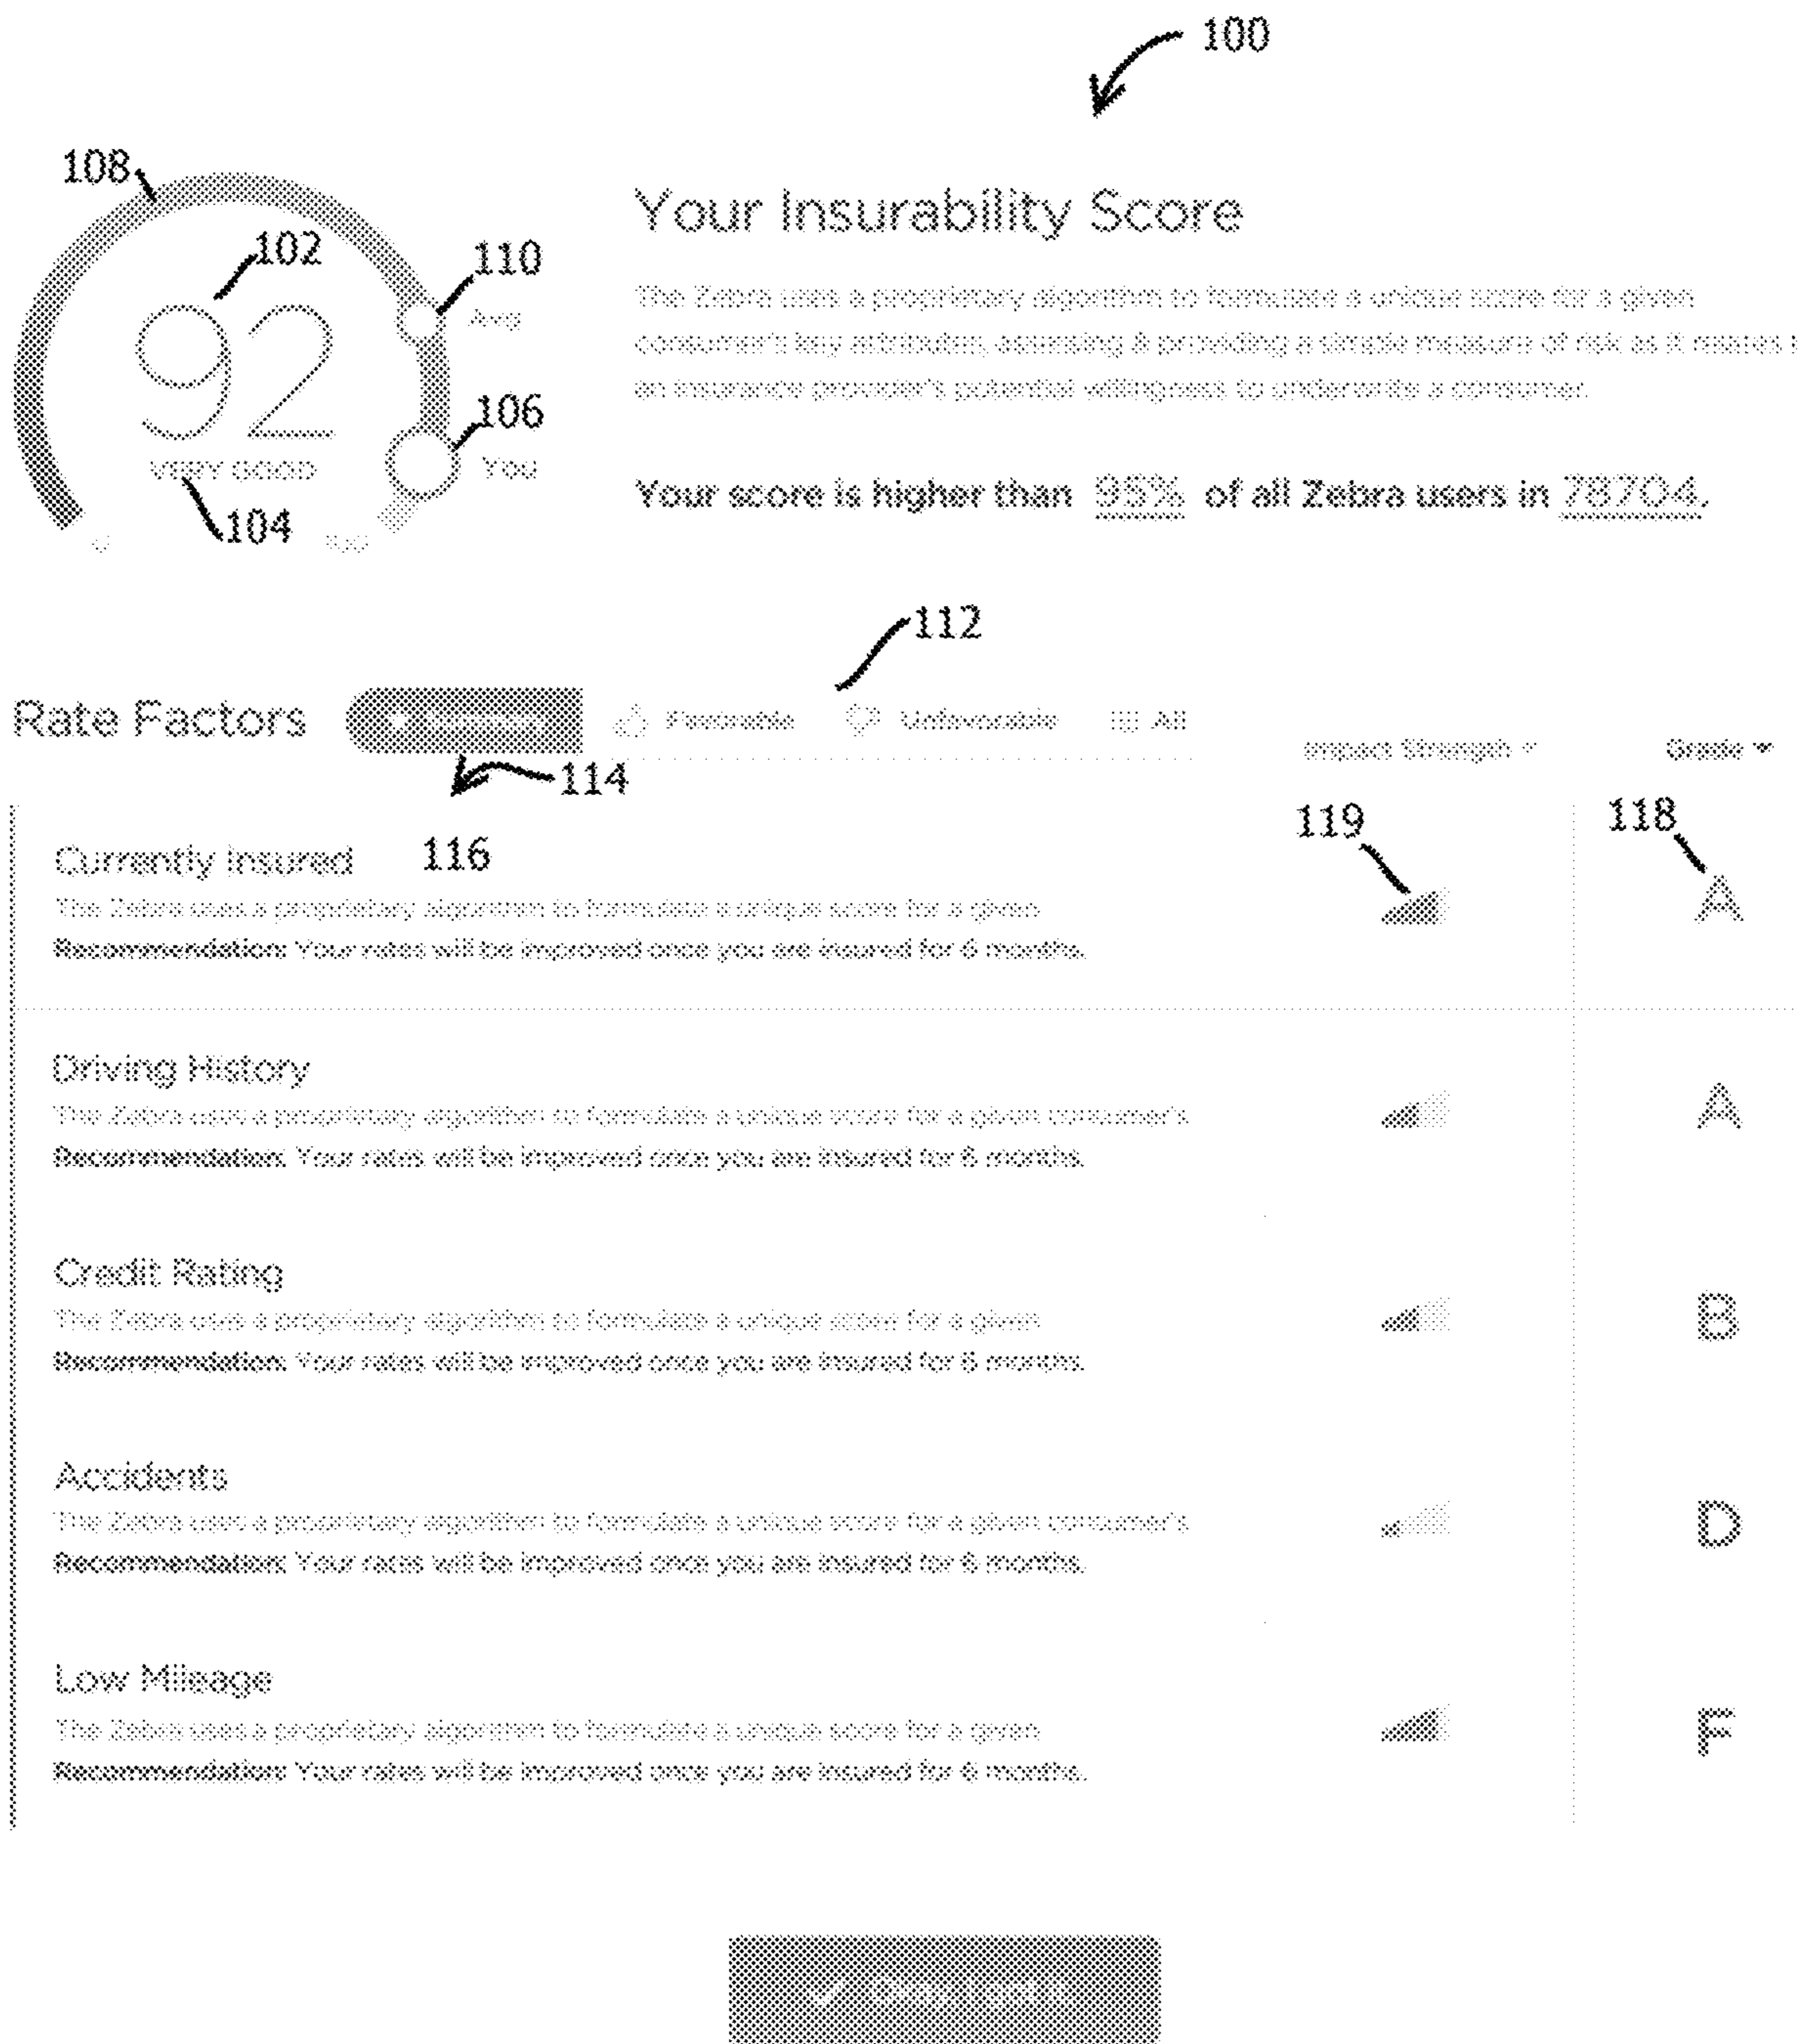 100
108
102
110
Your Insurability Score
The Zebra uses a proprietary algorithm to formulate a unique score for a given
Avg
consumer's key attributes, assessing & providing a simple measure of risk as it relates
92
an insurance provider's potential willingness to underwrite a consumer.
106
VERY GOOD
You
Your score is higher than 95% of all Zebra users in 78704.
104
0
100
112
Rate Factors
Favorable
Unfavorable
All
Impact Strength
Grade
114
119
118
Currently Insured
116
The Zebra uses a proprietary algorithm to formulate a unique score for a given
Recommendation: Your rates will be improved once you are insured for 6 months.
A
Driving History
The Zebra uses a proprietary algorithm to formulate a unique score for a given consumer's
Recommendation: Your rates will be improved once you are insured for 6 months.
A
Credit Rating
The Zebra uses a proprietary algorithm to formulate a unique score for a given
Recommendation: Your rates will be improved once you are insured for 6 months.
B
Accidents
The Zebra uses a proprietary algorithm to formulate a unique score for a given consumer's
Recommendation: Your rates will be improved once you are insured for 6 months.
D
Low Mileage
The Zebra uses a proprietary algorithm to formulate a unique score for a given
Recommendation: Your rates will be improved once you are insured for 6 months.
F